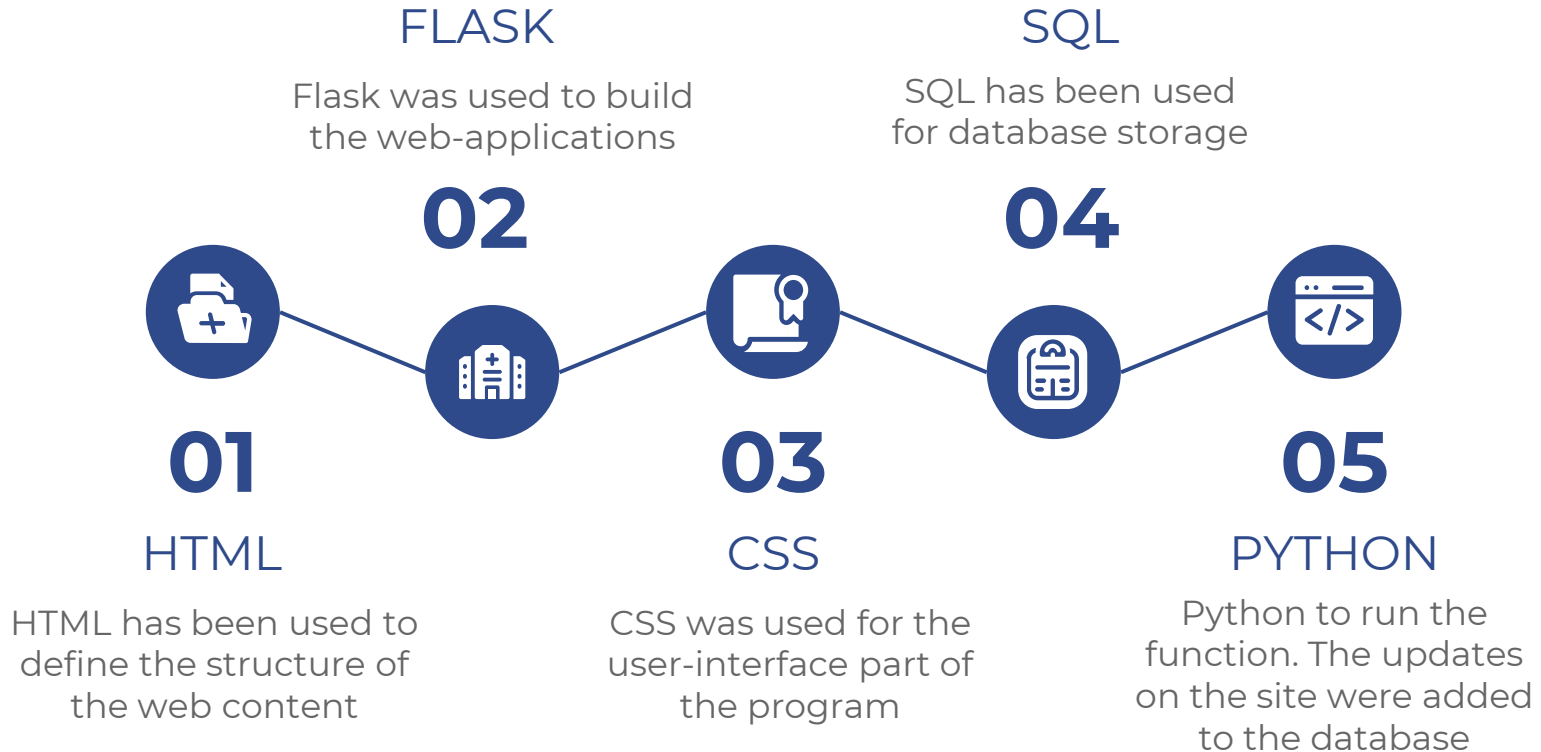 FLASK
Flask was used to build
the web-applications
02
SQL
SQL has been used
for database storage
04
01
HTML
HTML has been used to
define the structure of
the web content
03
CSS
CSS was used for the
user-interface part of
the program
05
PYTHON
Python to run the
function. The updates
on the site were added
to the database